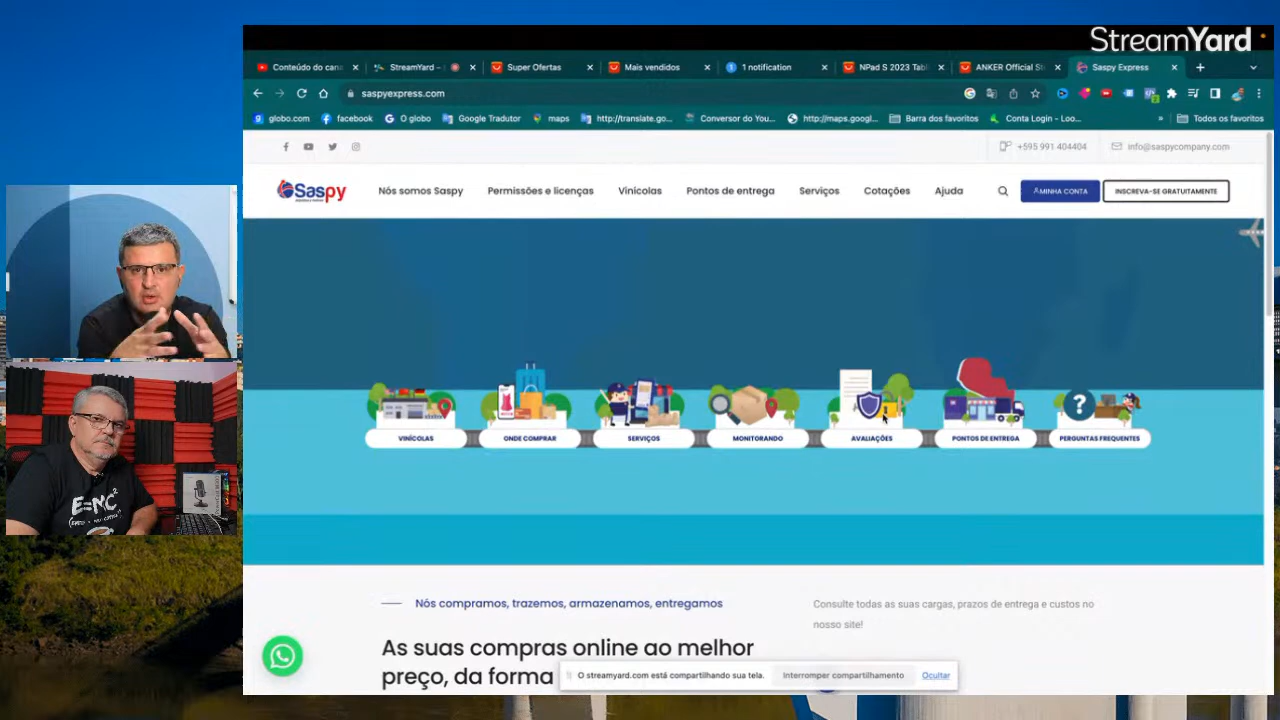 StreamYard
Conteúdo do cana
StreamYard –
Super Ofertas
Mais vendidos
1 notification
NPad S 2023 Tabl
ANKER Official St
Saspy Express
saspyexpress.com
globo.com
facebook
O globo
Google Tradutor
maps
http://translate.go...
Conversor do You...
http://maps.googl...
Barra dos favoritos
Conta Login - Loo...
Todos os favoritos
+595 991 404404
info@saspycompany.com
Saspy
Nós somos Saspy
Permissões e licenças
Vinícolas
Pontos de entrega
Serviços
Cotações
Ajuda
MINHA CONTA
INSCREVA-SE GRATUITAMENTE
VINÍCOLAS
ONDE COMPRAR
SERVIÇOS
MONITORANDO
AVALIAÇÕES
PONTOS DE ENTREGA
PERGUNTAS FREQUENTES
E=MC²
Nós compramos, trazemos, armazenamos, entregamos
As suas compras online ao melhor
preço, da forma
Consulte todas as suas cargas, prazos de entrega e custos no
nosso site!
O streamyard.com está compartilhando sua tela.
Interromper compartilhamento
Ocultar